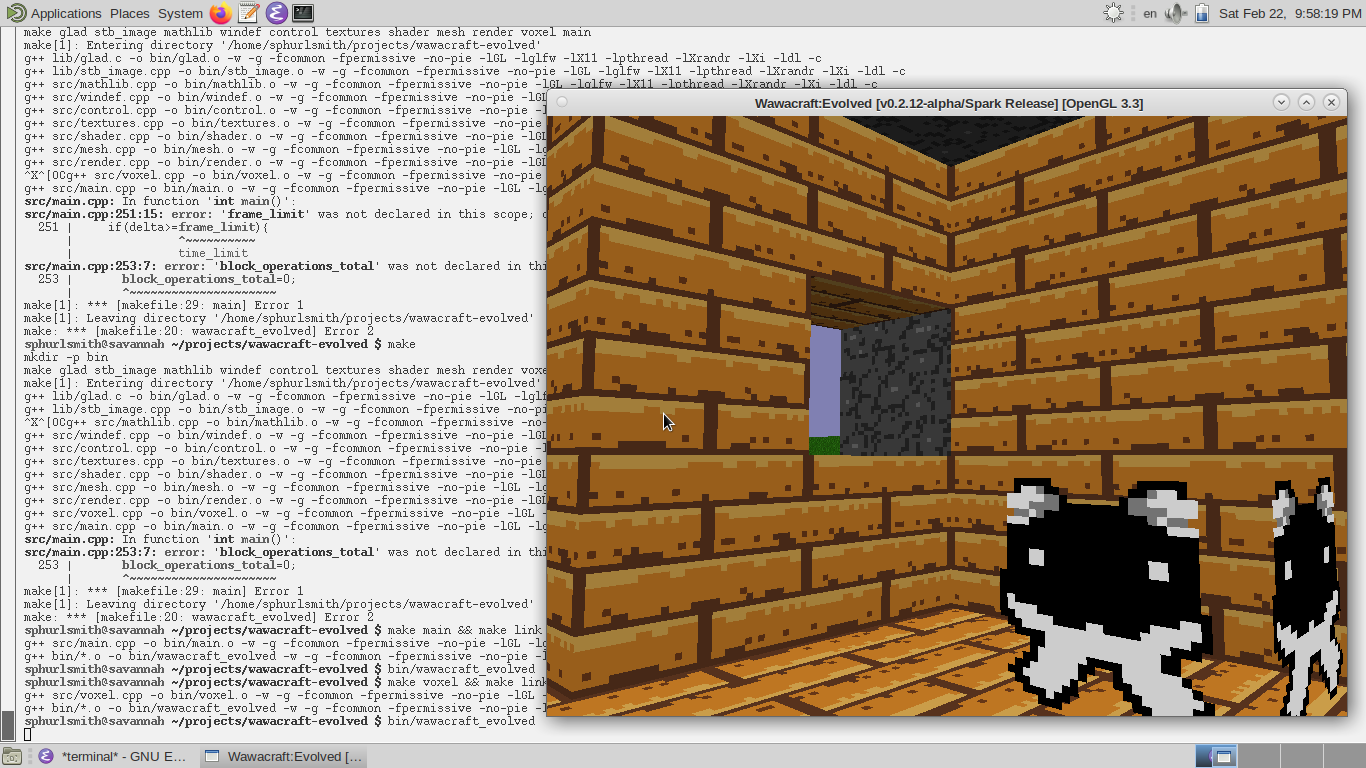 Applications Places System en Sat Feb 22, 9:58:19 PM
make glad stb_image mathlib windef control textures shader mesh render voxel main
make[1]: Entering directory '/home/sphurlsmith/projects/wawacraft-evolved'
g++ lib/glad.c -o bin/glad.o -w -g -fcommon -fpermissive -no-pie -lGL -lglfw -lX11 -lpthread -lXrandr -lXi -ldl -c
g++ lib/stb_image.cpp -o bin/stb_image.o -w -g -fcommon -fpermissive -no-pie -lGL -lglfw -lX11 -lpthread -lXrandr -lXi -ldl -c
g++ src/mathlib.cpp -o bin/mathlib.o -w -g -fcommon -fpermissive -no-pie -lGL -lglfw -lX11 -lpthread -lXrandr -lXi -ldl -c
g++ src/windef.cpp -o bin/windef.o -w -g -fcommon -fpermissive -no-pie
Wawacraft:Evolved [v0.2.12-alpha/Spark Release] [OpenGL 3.3]
g++ src/control.cpp -o bin/control.o -w -g -fcommon -fpermissive -no-p
g++ src/textures.cpp -o bin/textures.o -w -g -fcommon -fpermissive -no
g++ src/shader.cpp -o bin/shader.o -w -g -fcommon -fpermissive -no-pie
g++ src/mesh.cpp -o bin/mesh.o -w -g -fcommon -fpermissive -no-pie -lG
g++ src/render.cpp -o bin/render.o -w -g -fcommon -fpermissive -no-pie
^X^[OCg++ src/voxel.cpp -o bin/voxel.o -w -g -fcommon -fpermissive -no
g++ src/main.cpp -o bin/main.o -w -g -fcommon -fpermissive -no-pie -lG
src/main.cpp: In function 'int main()':
src/main.cpp:251:15: error: 'frame_limit' was not declared in this scope;
251 | if(delta>=frame_limit){
| ^~~~~~~~~~~
| time_limit
src/main.cpp:253:7: error: 'block_operations_total' was not declared in thi
253 | block_operations_total=0;
| ^~~~~~~~~~~~~~~~~~~~~~
make[1]: *** [makefile:29: main] Error 1
make[1]: Leaving directory '/home/sphurlsmith/projects/wawacraft-evolved'
make: *** [makefile:20: wawacraft_evolved] Error 2
sphurlsmith@savannah ~/projects/wawacraft-evolved $ make
mkdir -p bin
make glad stb_image mathlib windef control textures shader mesh render voxe
make[1]: Entering directory '/home/sphurlsmith/projects/wawacraft-evolved'
g++ lib/glad.c -o bin/glad.o -w -g -fcommon -fpermissive -no-pie -lGL -lg
g++ lib/stb_image.cpp -o bin/stb_image.o -w -g -fcommon -fpermissive -no-pi
^X^[OCg++ src/mathlib.cpp -o bin/mathlib.o -w -g -fcommon -fpermissive
g++ src/windef.cpp -o bin/windef.o -w -g -fcommon -fpermissive -no-pie
g++ src/control.cpp -o bin/control.o -w -g -fcommon -fpermissive -no-p
g++ src/textures.cpp -o bin/textures.o -w -g -fcommon -fpermissive -no
g++ src/shader.cpp -o bin/shader.o -w -g -fcommon -fpermissive -no-pie
g++ src/mesh.cpp -o bin/mesh.o -w -g -fcommon -fpermissive -no-pie -lG
g++ src/render.cpp -o bin/render.o -w -g -fcommon -fpermissive -no-pie
g++ src/voxel.cpp -o bin/voxel.o -w -g -fcommon -fpermissive -no-pie -
g++ src/main.cpp -o bin/main.o -w -g -fcommon -fpermissive -no-pie -lG
src/main.cpp: In function 'int main()':
src/main.cpp:253:7: error: 'block_operations_total' was not declared in thi
253 | block_operations_total=0;
| ^~~~~~~~~~~~~~~~~~~~~~
make[1]: *** [makefile:29: main] Error 1
make[1]: Leaving directory '/home/sphurlsmith/projects/wawacraft-evolved'
make: *** [makefile:20: wawacraft_evolved] Error 2
sphurlsmith@savannah ~/projects/wawacraft-evolved $ make main && make link
g++ src/main.cpp -o bin/main.o -w -g -fcommon -fpermissive -no-pie -lGL -lg
g++ bin/*.o -o bin/wawacraft_evolved -w -g -fcommon -fpermissive -no-pie -l
sphurlsmith@savannah ~/projects/wawacraft-evolved $ bin/wawacraft_evolved
sphurlsmith@savannah ~/projects/wawacraft-evolved $ make voxel && make link
g++ src/voxel.cpp -o bin/voxel.o -w -g -fcommon -fpermissive -no-pie -lGL -
g++ bin/*.o -o bin/wawacraft_evolved -w -g -fcommon -fpermissive -no-pie -l
sphurlsmith@savannah ~/projects/wawacraft-evolved $ bin/wawacraft_evolved
*terminal* - GNU E... Wawacraft:Evolved [...